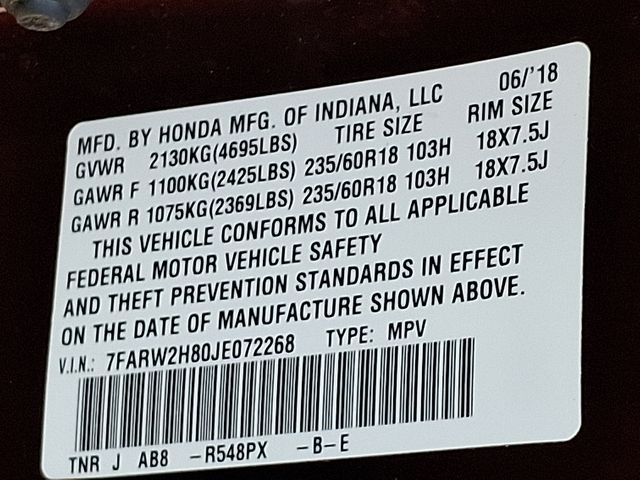 MFD. BY HONDA MFG. OF INDIANA, LLC 06/'18
GVWR 2130KG(4695LBS) TIRE SIZE RIM SIZE
GAWR F 1100KG(2425LBS) 235/60R18 103H 18X7.5J
GAWR R 1075KG(2369LBS) 235/60R18 103H 18X7.5J
THIS VEHICLE CONFORMS TO ALL APPLICABLE
FEDERAL MOTOR VEHICLE SAFETY
AND THEFT PREVENTION STANDARDS IN EFFECT
ON THE DATE OF MANUFACTURE SHOWN ABOVE.
V.I.N.: 7FARW2H80JE072268 TYPE: MPV
TNR J AB8 -R548PX -B-E